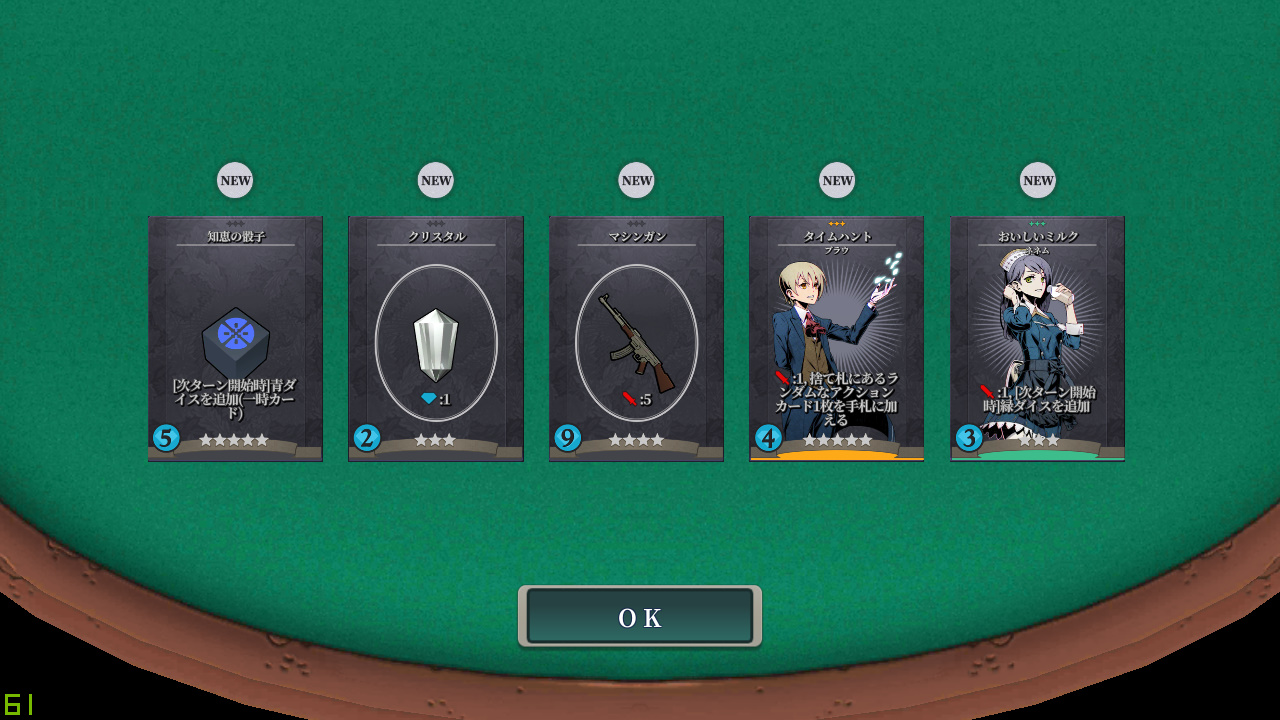 NEW
NEW
NEW
NEW
NEW
知恵の骰子
[次ターン開始時]青ダ
イスを追加(一時カー
ド)
5
クリスタル
:1
2
マシンガン
:5
9
タイムハント
ブラウ
:1, 捨て札にあるラ
ンダムなアクション
カード1枚を手札に加
える
4
おいしいミルク
ネネム
:1, [次ターン開始
時]緑ダイスを追加
3
OK
61